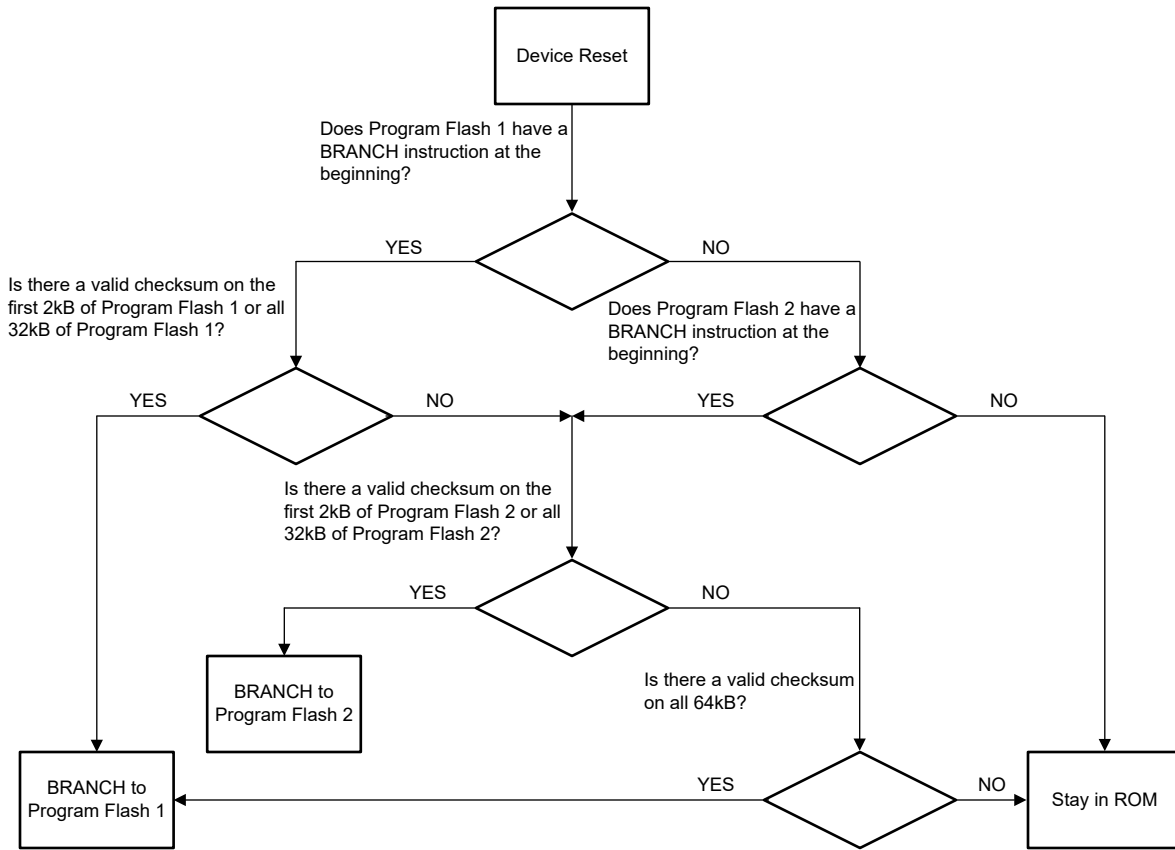 Device Reset
Does Program Flash 1 have a
BRANCH instruction at the
beginning?
YES
NO
Is there a valid checksum on the
first 2kB of Program Flash 1 or all
32kB of Program Flash 1?
Does Program Flash 2 have a
BRANCH instruction at the
beginning?
YES
NO
YES
NO
Is there a valid checksum on the
first 2kB of Program Flash 2 or all
32kB of Program Flash 2?
YES
NO
BRANCH to
Program Flash 2
Is there a valid checksum
on all 64kB?
BRANCH to
Program Flash 1
YES
NO
Stay in ROM